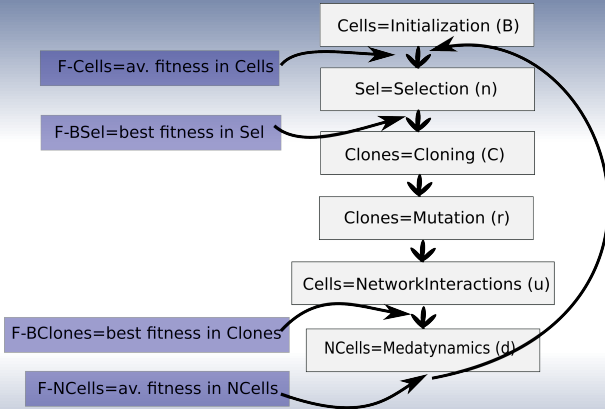 Cells=Initialization (B)
F-Cells=av. fitness in Cells
Sel=Selection (n)
F-BSel=best fitness in Sel
Clones=Cloning (C)
Clones=Mutation (r)
Cells=NetworkInteractions (u)
F-BClones=best fitness in Clones
NCells=Medatynamics (d)
F-NCells=av. fitness in NCells